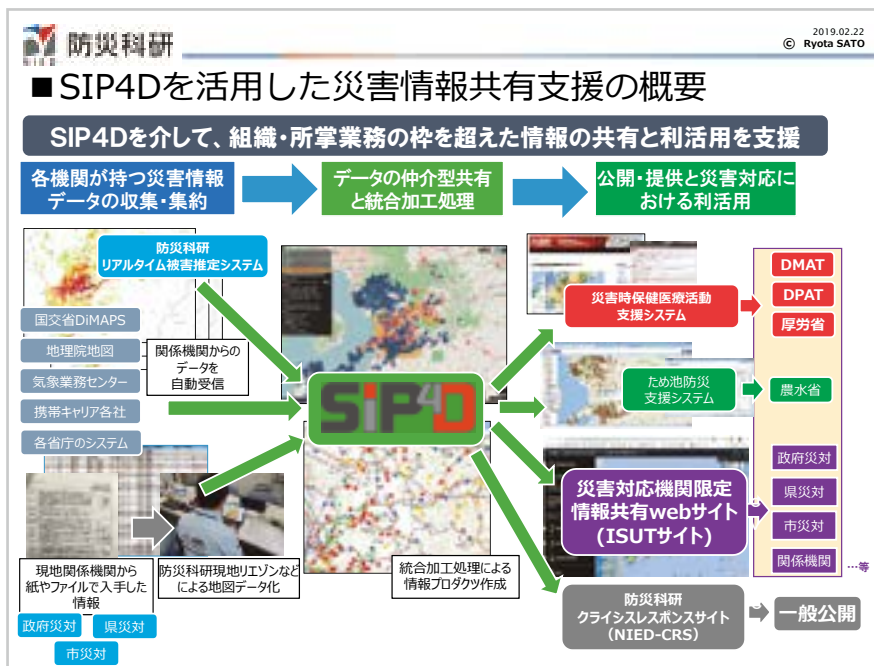 防災科研
NIED
2019.02.22
© Ryota SATO
■SIP4Dを活用した災害情報共有支援の概要
SIP4Dを介して、組織・所掌業務の枠を超えた情報の共有と利活用を支援
各機関が持つ災害情報
データの収集・集約
データの仲介型共有
と統合加工処理
公開・提供と災害対応に
おける利活用
防災科研
リアルタイム被害推定システム
国交省DiMAPS
地理院地図
気象業務センター
携帯キャリア各社
各省庁のシステム
関係機関からの
データを
自動受信
SiP4D
現地関係機関から
紙やファイルで入手した
情報
防災科研現地リエゾンなど
による地図データ化
政府災対
県災対
市災対
統合加工処理による
情報プロダクツ作成
災害時保健医療活動
支援システム
DMAT
DPAT
厚労省
ため池防災
支援システム
農水省
災害対応機関限定
情報共有webサイト
(ISUTサイト)
政府災対
県災対
市災対
関係機関
…等
防災科研
クライシスレスポンスサイト
(NIED-CRS)
一般公開